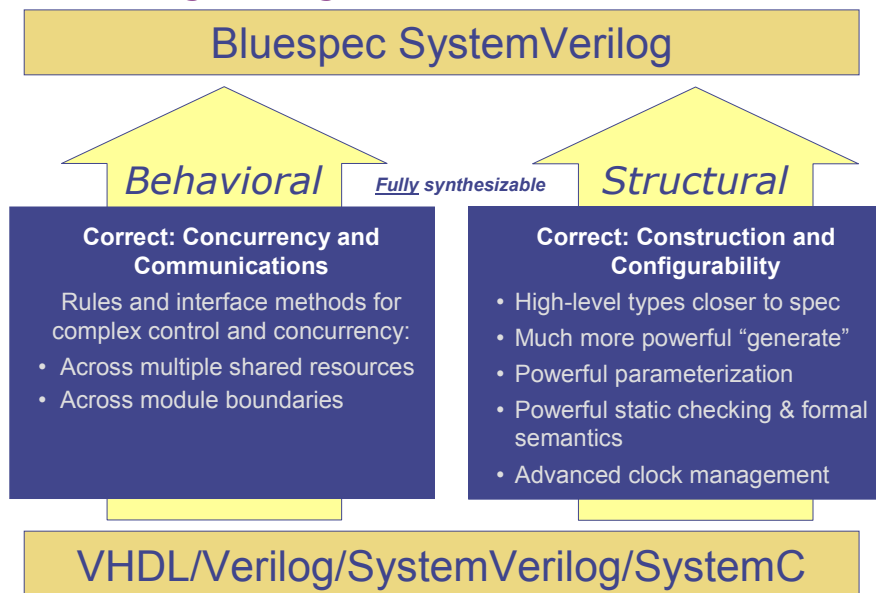 Bluespec SystemVerilog
Behavioral
Fully synthesizable
Structural
Correct: Concurrency and
Communications
Rules and interface methods for
complex control and concurrency:
• Across multiple shared resources
• Across module boundaries
Correct: Construction and
Configurability
• High-level types closer to spec
• Much more powerful “generate”
• Powerful parameterization
• Powerful static checking & formal
semantics
• Advanced clock management
VHDL/Verilog/SystemVerilog/SystemC